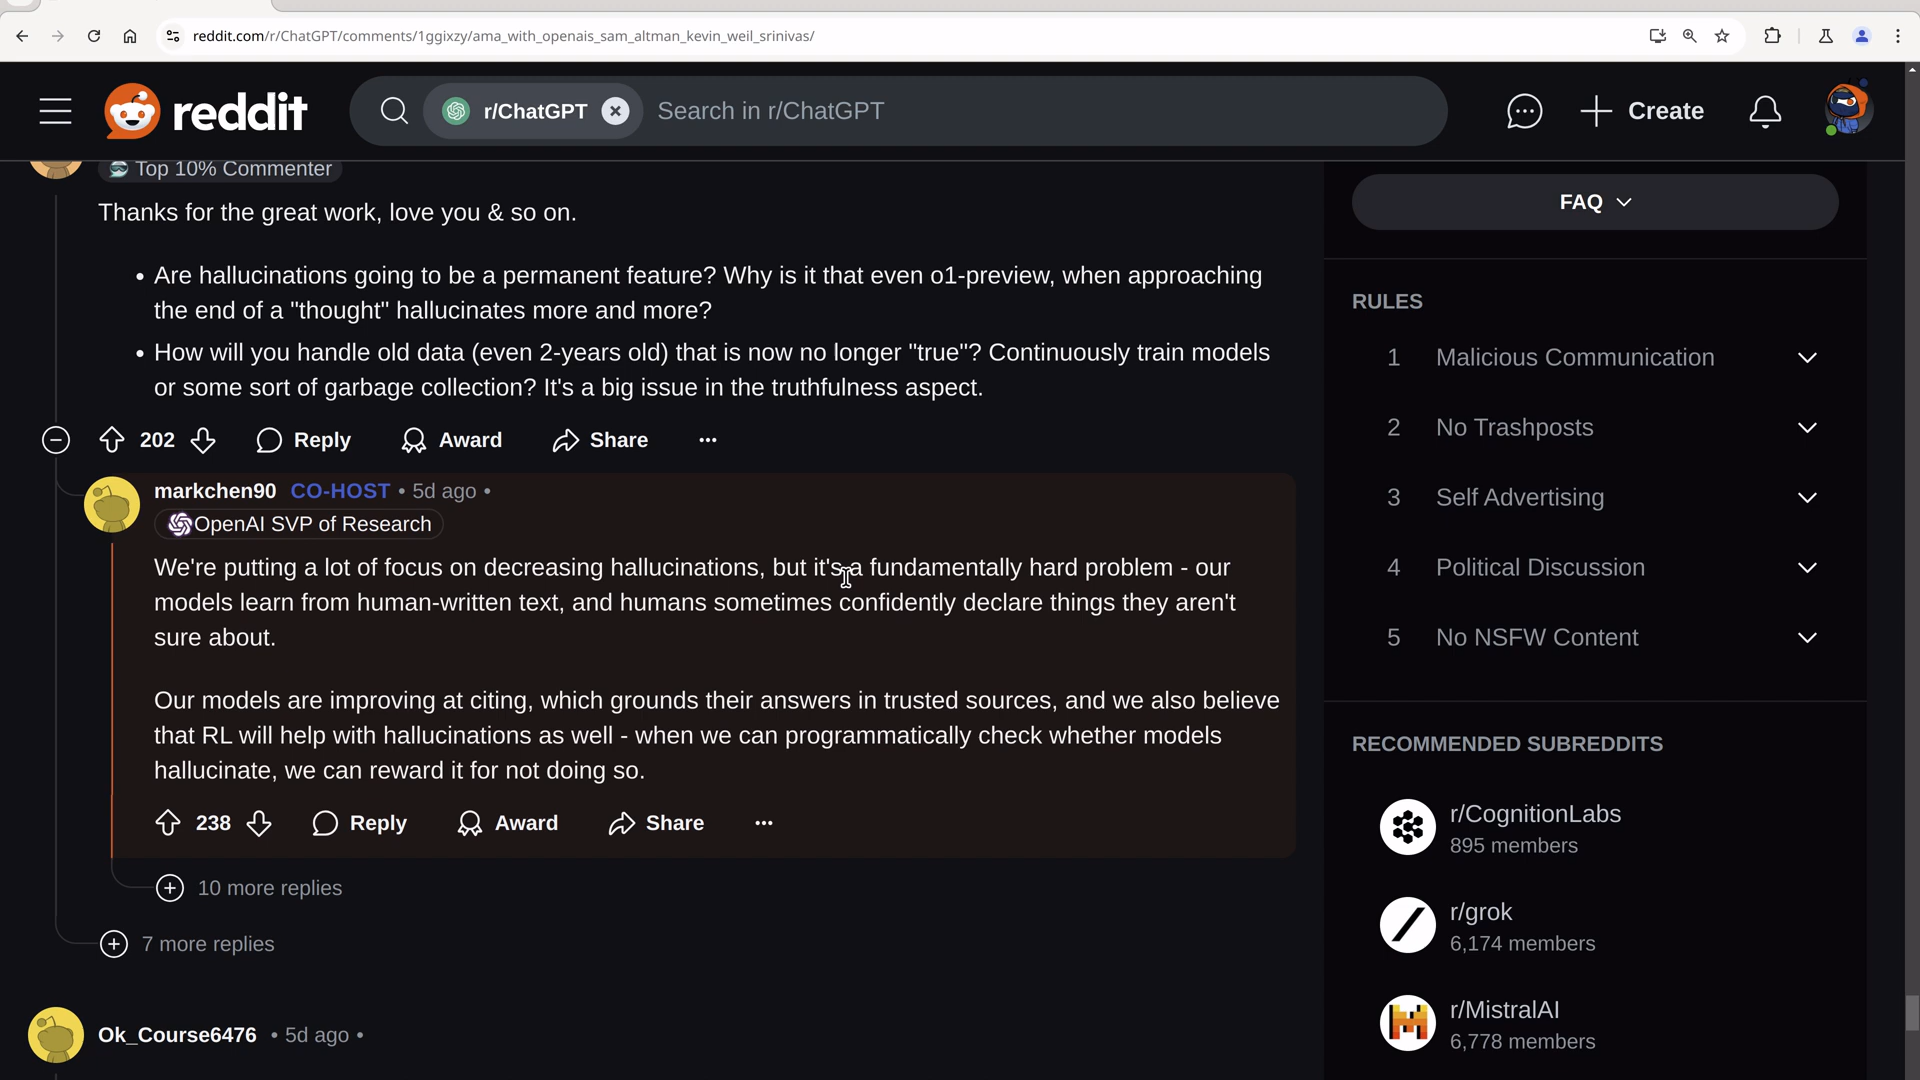 reddit.com/r/ChatGPT/comments/1ggixzy/ama_with_openais_sam_altman_kevin_weil_srinivas/
reddit
r/ChatGPT
Search in r/ChatGPT
Create
Top 10% Commenter
Thanks for the great work, love you & so on.
• Are hallucinations going to be a permanent feature? Why is it that even o1-preview, when approaching
the end of a "thought" hallucinates more and more?
• How will you handle old data (even 2-years old) that is now no longer "true"? Continuously train models
or some sort of garbage collection? It's a big issue in the truthfulness aspect.
202 Reply Award Share
markchen90 CO-HOST • 5d ago •
OpenAI SVP of Research
We're putting a lot of focus on decreasing hallucinations, but it's a fundamentally hard problem - our
models learn from human-written text, and humans sometimes confidently declare things they aren't
sure about.
Our models are improving at citing, which grounds their answers in trusted sources, and we also believe
that RL will help with hallucinations as well - when we can programmatically check whether models
hallucinate, we can reward it for not doing so.
238 Reply Award Share
10 more replies
7 more replies
Ok_Course6476 • 5d ago •
FAQ
RULES
1 Malicious Communication
2 No Trashposts
3 Self Advertising
4 Political Discussion
5 No NSFW Content
RECOMMENDED SUBREDDITS
r/CognitionLabs
895 members
r/grok
6,174 members
r/MistralAI
6,778 members